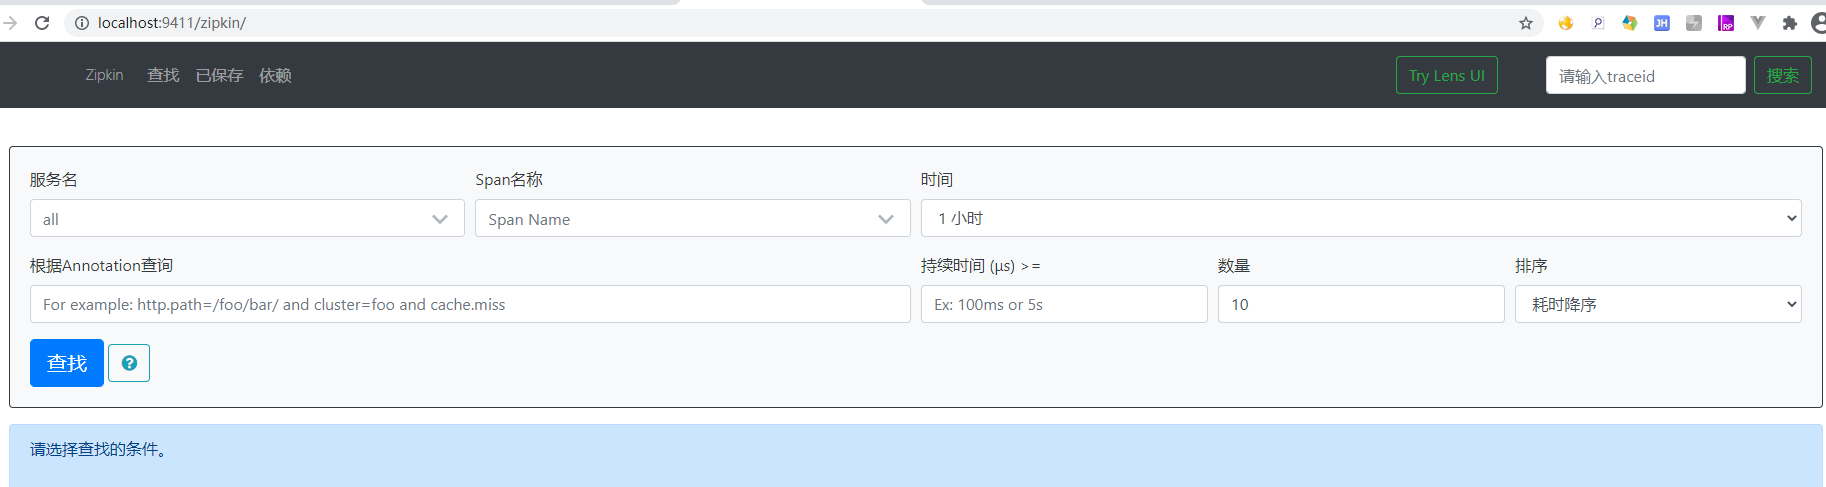 localhost:9411/zipkin/
Zipkin 查找 已保存 依赖 Try Lens UI 请输入traceid 搜索
服务名 Span名称 时间
all Span Name 1 小时
根据Annotation查询 持续时间 (μs) >= 数量 排序
For example: http.path=/foo/bar/ and cluster=foo and cache.miss Ex: 100ms or 5s 10 耗时降序
查找
请选择查找的条件。